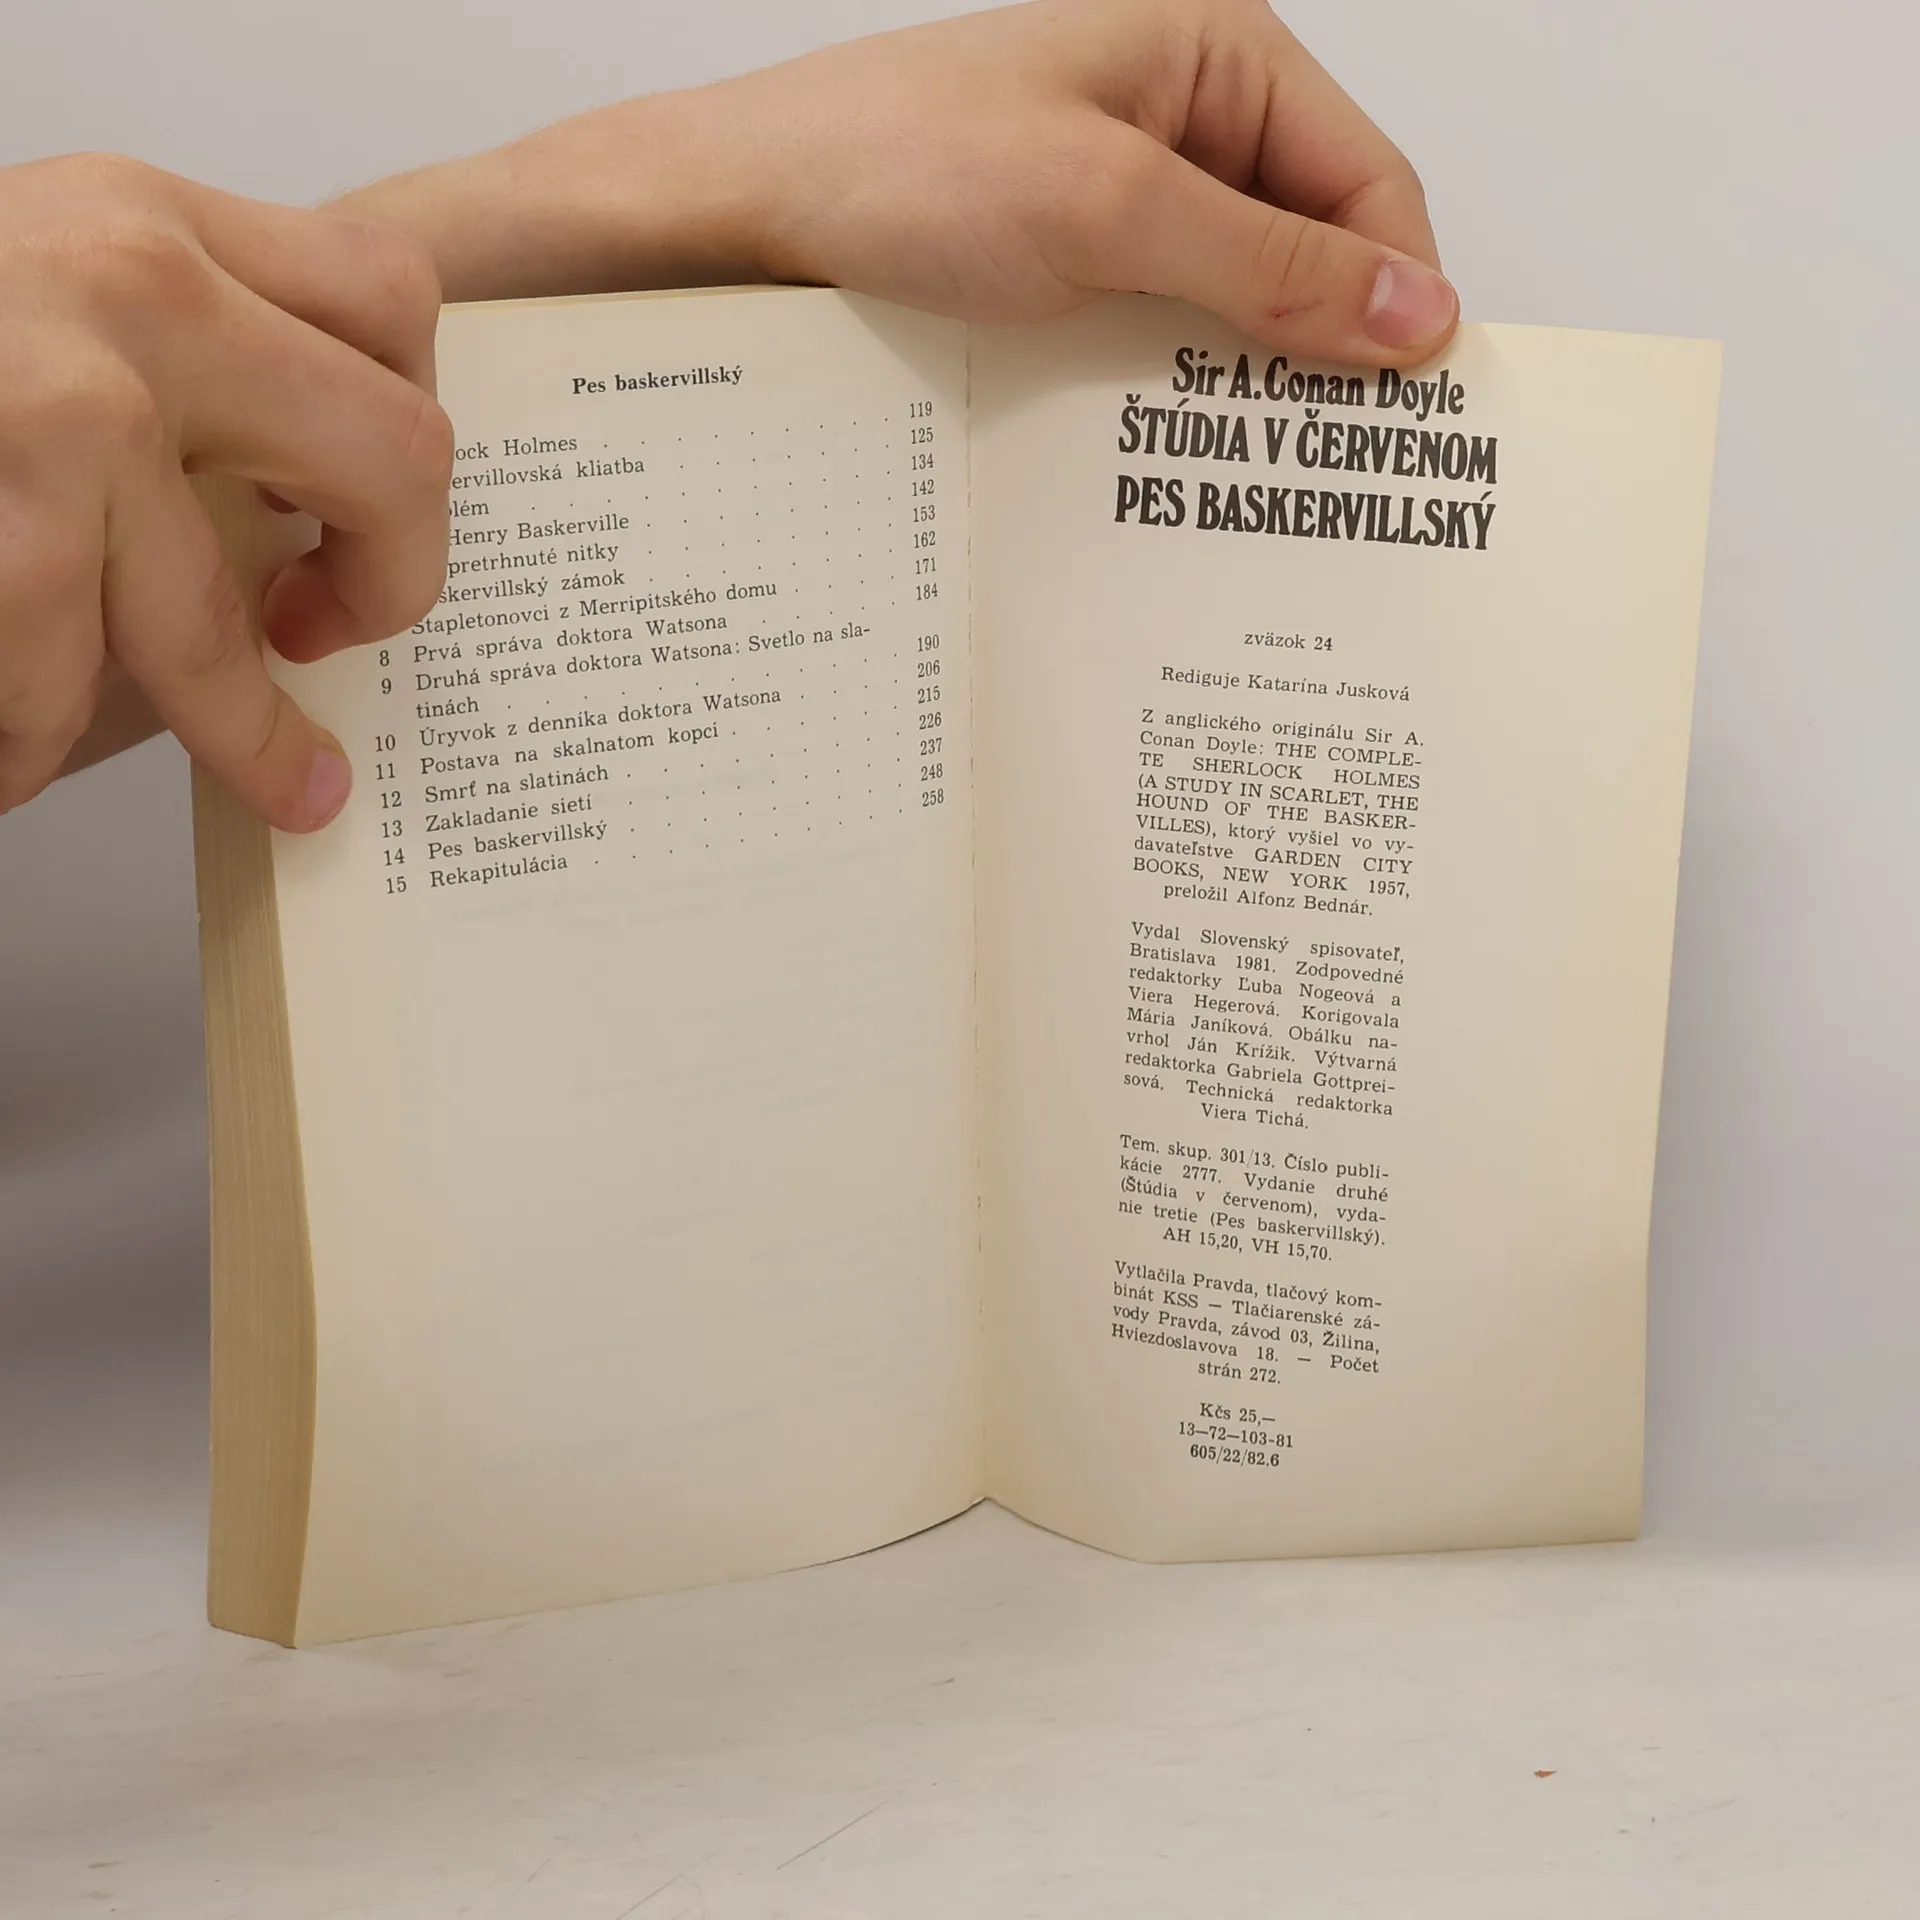 Pes baskervillský
Holmes . . . . . . . . 119
kliatba . . . . . . 125
. . . . . . . . . . 134
Henry Baskerville . . . . . . . 142
pretrhnuté nitky . . . . . . . 153
zámok . . . . . . . 162
Stapletonovci z Merripitského domu . . . 171
8 Prvá správa doktora Watsona . . . . 184
9 Druhá správa doktora Watsona: Svetlo na sla-
tinách . . . . . . . . . . 190
10 Úryvok z denníka doktora Watsona . . . 206
11 Postava na skalnatom kopci . . . . . 215
12 Smrť na slatinách . . . . . . . 226
13 Zakladanie sietí . . . . . . . 237
14 Pes baskervillský . . . . . . . 248
15 Rekapitulácia . . . . . . . . 258
Sir A. Conan Doyle
ŠTÚDIA V ČERVENOM
PES BASKERVILLSKÝ
zväzok 24
Rediguje Katarína Jusková
Z anglického originálu Sir A.
Conan Doyle: THE COMPLE-
TE SHERLOCK HOLMES
(A STUDY IN SCARLET, THE
HOUND OF THE BASKER-
VILLES), ktorý vyšiel vo vy-
davateľstve GARDEN CITY
BOOKS, NEW YORK 1957,
preložil Alfonz Bednár.
Vydal Slovenský spisovateľ,
Bratislava 1981. Zodpovedné
redaktorky Ľuba Nogeová a
Viera Hegerová. Korigovala
Mária Janíková. Obálku na-
vrhol Ján Krížik. Výtvarná
redaktorka Gabriela Gottprei-
sová. Technická redaktorka
Viera Tichá.
Tem. skup. 301/13. Číslo publi-
kácie 2777. Vydanie druhé
(Štúdia v červenom), vyda-
nie tretie (Pes baskervillský).
AH 15,20, VH 15,70.
Vytlačila Pravda, tlačový kom-
binát KSS — Tlačiarenské zá-
vody Pravda, závod 03, Žilina,
Hviezdoslavova 18. — Počet
strán 272.
Kčs 25,—
13—72—103-81
605/22/82.6